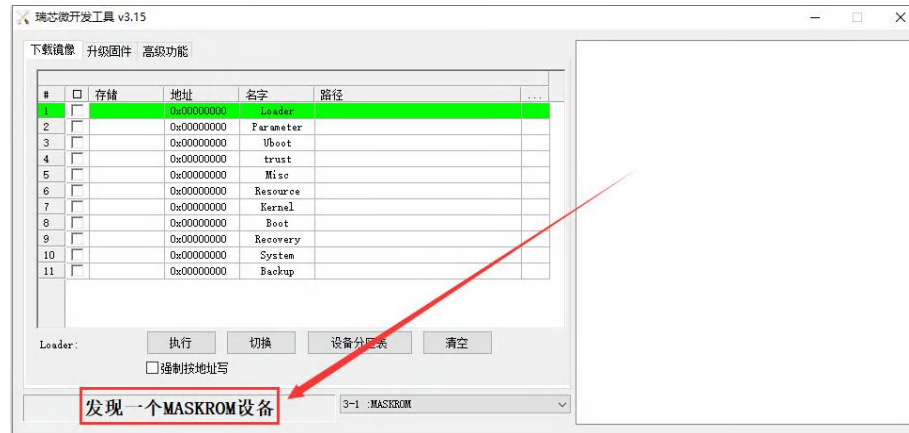 瑞芯微开发工具 v3.15
下载镜像 升级固件 高级功能
# 存储 地址 名字 路径 ...
1 0x00000000 Loader
2 0x00000000 Parameter
3 0x00000000 Uboot
4 0x00000000 trust
5 0x00000000 Misc
6 0x00000000 Resource
7 0x00000000 Kernel
8 0x00000000 Boot
9 0x00000000 Recovery
10 0x00000000 System
11 0x00000000 Backup
Loader: 执行 切换 设备分区表 清空
强制按地址写
发现一个MASKROM设备 3-1 :MASKROM